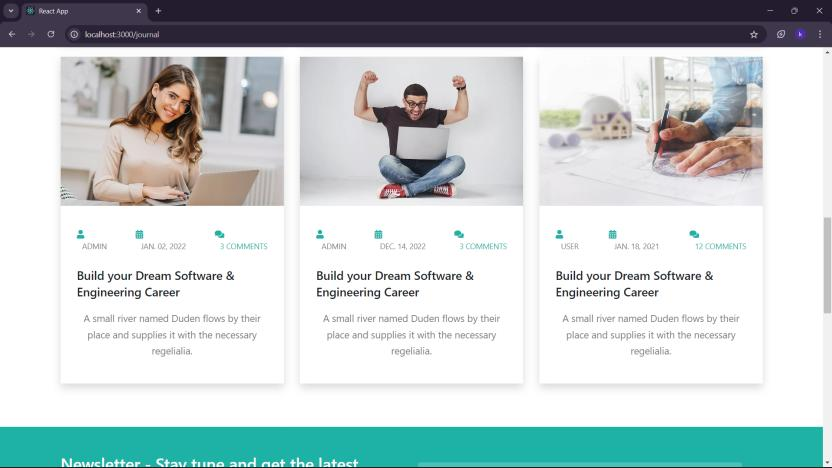 React App
localhost:3000/journal
k
ADMIN JAN. 02, 2022 3 COMMENTS
Build your Dream Software &
Engineering Career
A small river named Duden flows by their
place and supplies it with the necessary
regelialia.
ADMIN DEC. 14, 2022 3 COMMENTS
Build your Dream Software &
Engineering Career
A small river named Duden flows by their
place and supplies it with the necessary
regelialia.
USER JAN. 18, 2021 12 COMMENTS
Build your Dream Software &
Engineering Career
A small river named Duden flows by their
place and supplies it with the necessary
regelialia.
Newsletter - Stay tune and get the latest